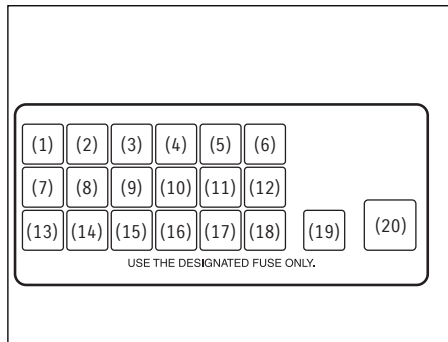 (1) (2) (3) (4) (5) (6)
(7) (8) (9) (10) (11) (12)
(13) (14) (15) (16) (17) (18) (19) (20)
USE THE DESIGNATED FUSE ONLY.